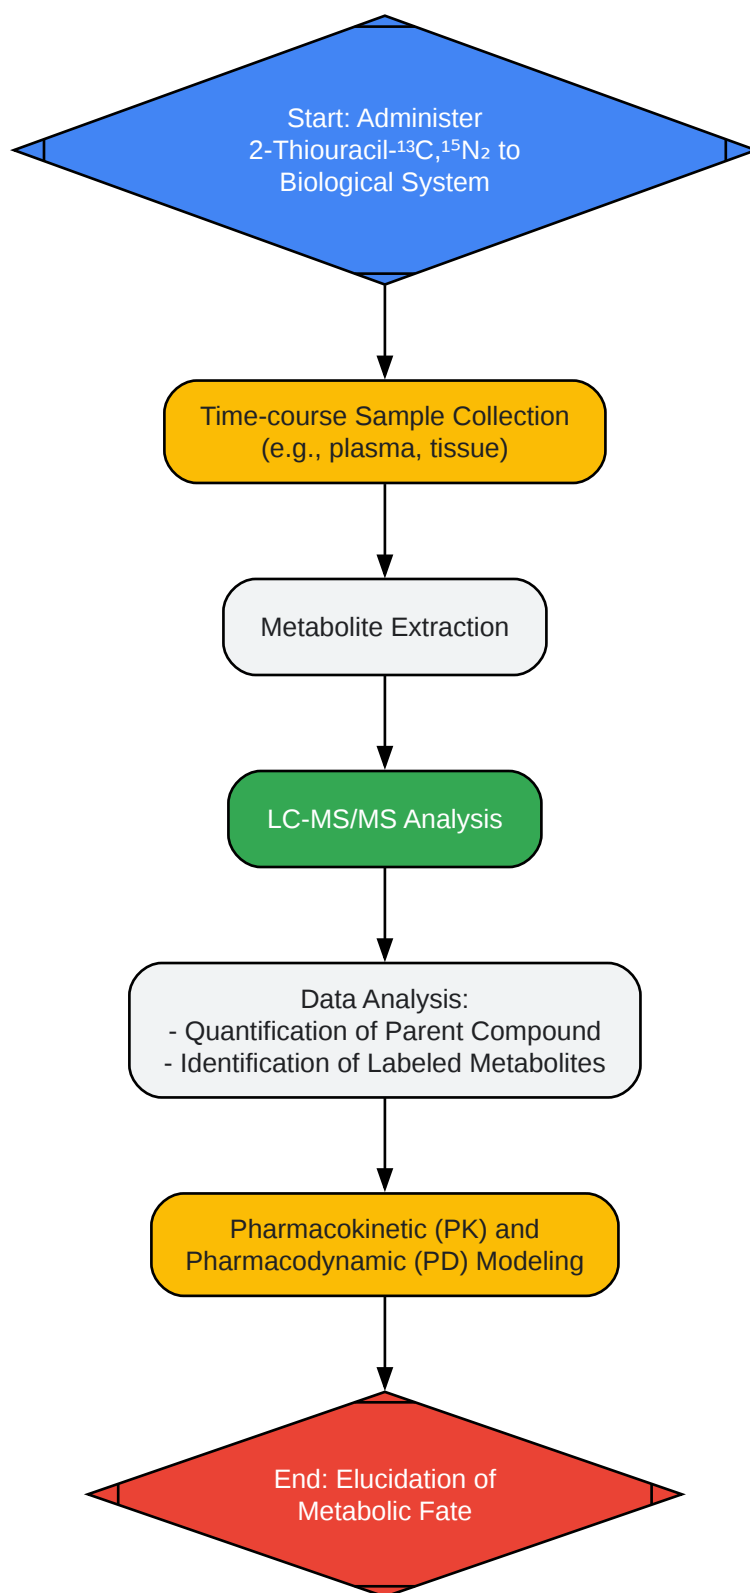 Start: Administer
2-Thiouracil-¹³C,¹⁵N₂ to
Biological System
Time-course Sample Collection
(e.g., plasma, tissue)
Metabolite Extraction
LC-MS/MS Analysis
Data Analysis:
- Quantification of Parent Compound
- Identification of Labeled Metabolites
Pharmacokinetic (PK) and
Pharmacodynamic (PD) Modeling
End: Elucidation of
Metabolic Fate